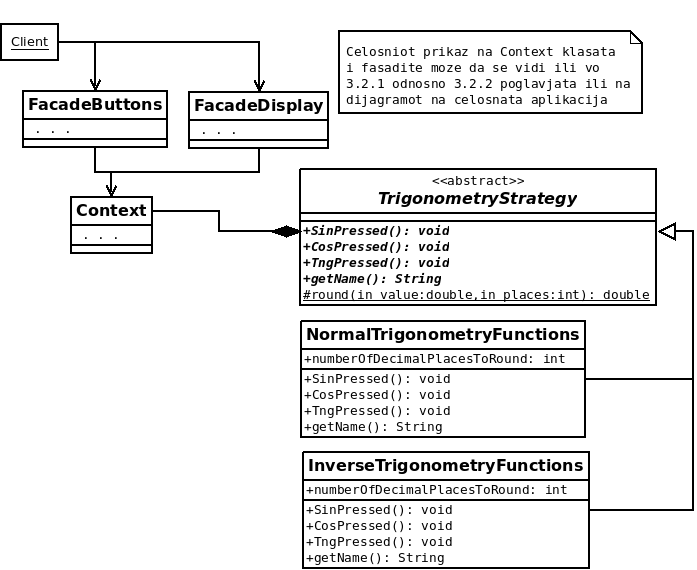 Client
Celosniot prikaz na Context klasata
i fasadite moze da se vidi ili vo
3.2.1 odnosno 3.2.2 poglavjata ili na
dijagramot na celosnata aplikacija
FacadeButtons
. . .
FacadeDisplay
. . .
Context
. . .
<<abstract>>
TrigonometryStrategy
+SinPressed(): void
+CosPressed(): void
+TngPressed(): void
+getName(): String
#round(in value:double,in places:int): double
NormalTrigonometryFunctions
+numberOfDecimalPlacesToRound: int
+SinPressed(): void
+CosPressed(): void
+TngPressed(): void
+getName(): String
InverseTrigonometryFunctions
+numberOfDecimalPlacesToRound: int
+SinPressed(): void
+CosPressed(): void
+TngPressed(): void
+getName(): String